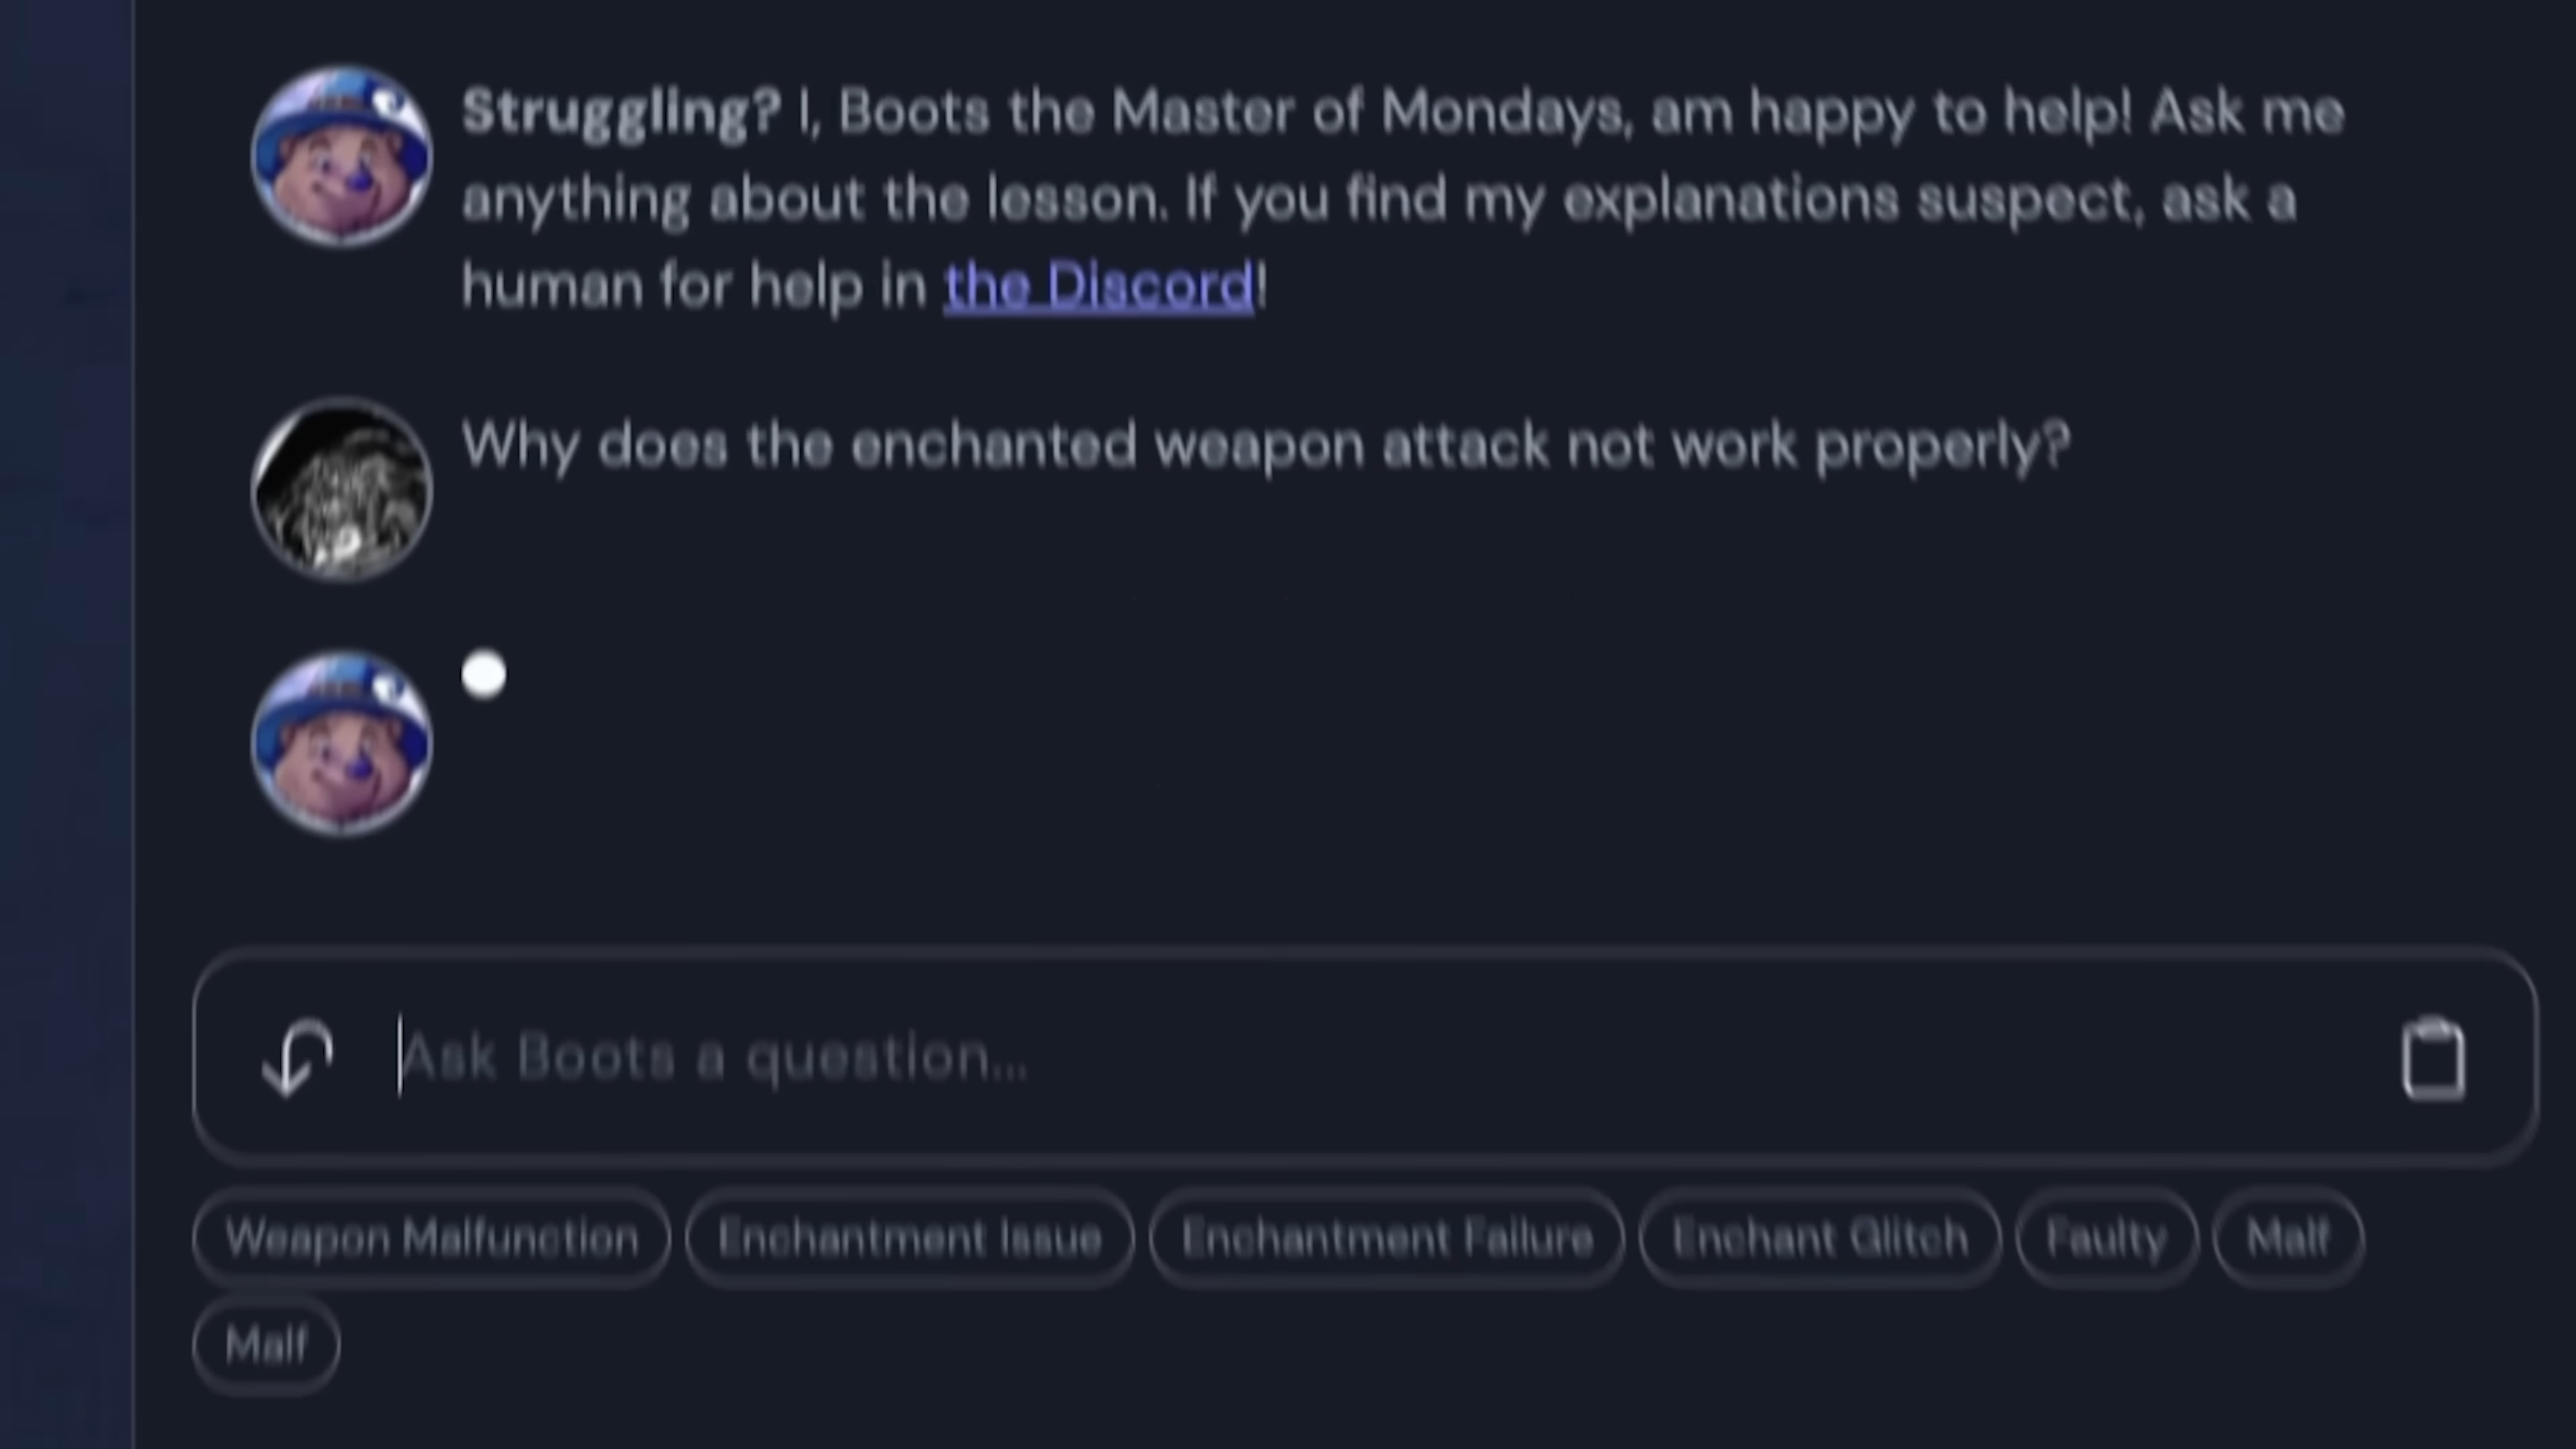 Struggling? I, Boots the Master of Mondays, am happy to help! Ask me
anything about the lesson. If you find my explanations suspect, ask a
human for help in the Discord!
Why does the enchanted weapon attack not work properly?
Ask Boots a question...
Weapon Malfunction Enchantment Issue Enchantment Failure Enchant Glitch Faulty Malf
Malf